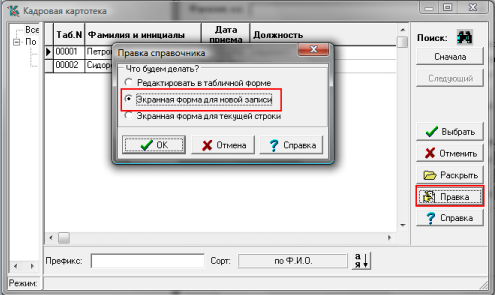 Кадровая картотека
Все
По
Таб.N Фамилия и инициалы Дата приема Должность
00001 Петро
00002 Сидор
Правка справочника
Что будем делать?
Редактировать в табличной форме
Экранная форма для новой записи
Экранная форма для текущей строки
OK Отмена ? Справка
Поиск:
Сначала
Следующий
Выбрать
Отменить
Раскрыть
Правка
? Справка
Префикс: Сорт: по Ф.И.О. а я
Режим: